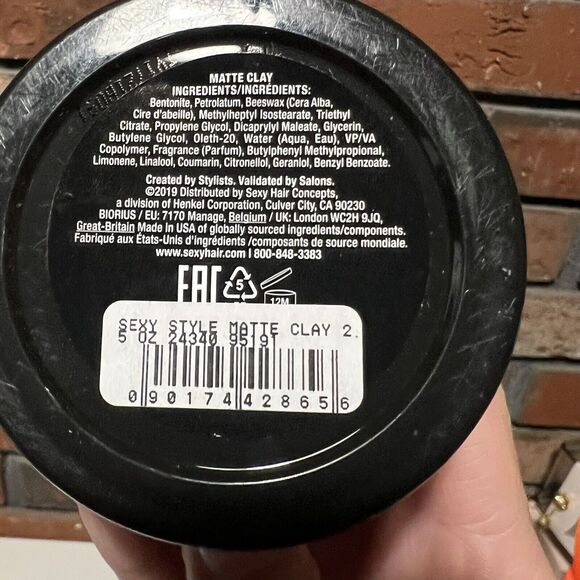 MATTE CLAY
INGREDIENTS/INGRÉDIENTS:
Bentonite, Petrolatum, Beeswax (Cera Alba,
Cire d'abeille), Methylheptyl Isostearate, Triethyl
Citrate, Propylene Glycol, Dicaprylyl Maleate, Glycerin,
Butylene Glycol, Oleth-20, Water (Aqua, Eau), VP/VA
Copolymer, Fragrance (Parfum), Butylphenyl Methylpropional,
Limonene, Linalool, Coumarin, Citronellol, Geraniol, Benzyl Benzoate.
Created by Stylists. Validated by Salons.
©2019 Distributed by Sexy Hair Concepts,
a division of Henkel Corporation, Culver City, CA 90230
BIORIUS / EU: 7170 Manage, Belgium / UK: London WC2H 9JQ,
Great-Britain Made in USA of globally sourced ingredients/components.
Fabriqué aux États-Unis d'ingrédients / composants de source mondiale.
www.sexyhair.com | 800-848-3383
EAC 5 12M
SEXY STYLE MATTE CLAY 2.
5 OZ 24340 9519T
0 90174 42865 6